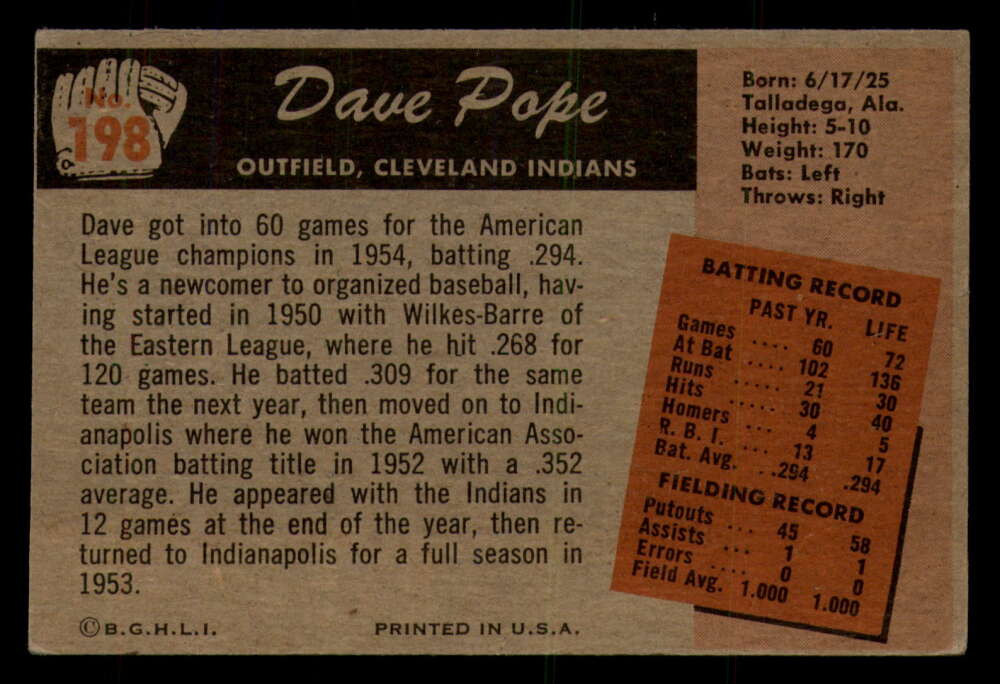 No.
198
Dave Pope
OUTFIELD, CLEVELAND INDIANS
Born: 6/17/25
Talladega, Ala.
Height: 5-10
Weight: 170
Bats: Left
Throws: Right
Dave got into 60 games for the American
League champions in 1954, batting .294.
He's a newcomer to organized baseball, hav-
ing started in 1950 with Wilkes-Barre of
the Eastern League, where he hit .268 for
120 games. He batted .309 for the same
team the next year, then moved on to Indi-
anapolis where he won the American Asso-
ciation batting title in 1952 with a .352
average. He appeared with the Indians in
12 games at the end of the year, then re-
turned to Indianapolis for a full season in
1953.
BATTING RECORD
PAST YR. LIFE
Games .... 60 72
At Bat .... 102 136
Runs ..... 21 30
Hits ..... 30 40
Homers ... 4 5
R. B. I. ... 13 17
Bat. Avg. . .294 .294
FIELDING RECORD
Putouts ... 45 58
Assists ... 1 1
Errors .... 0 0
Field Avg. 1.000 1.000
©B.G.H.L.I. PRINTED IN U.S.A.